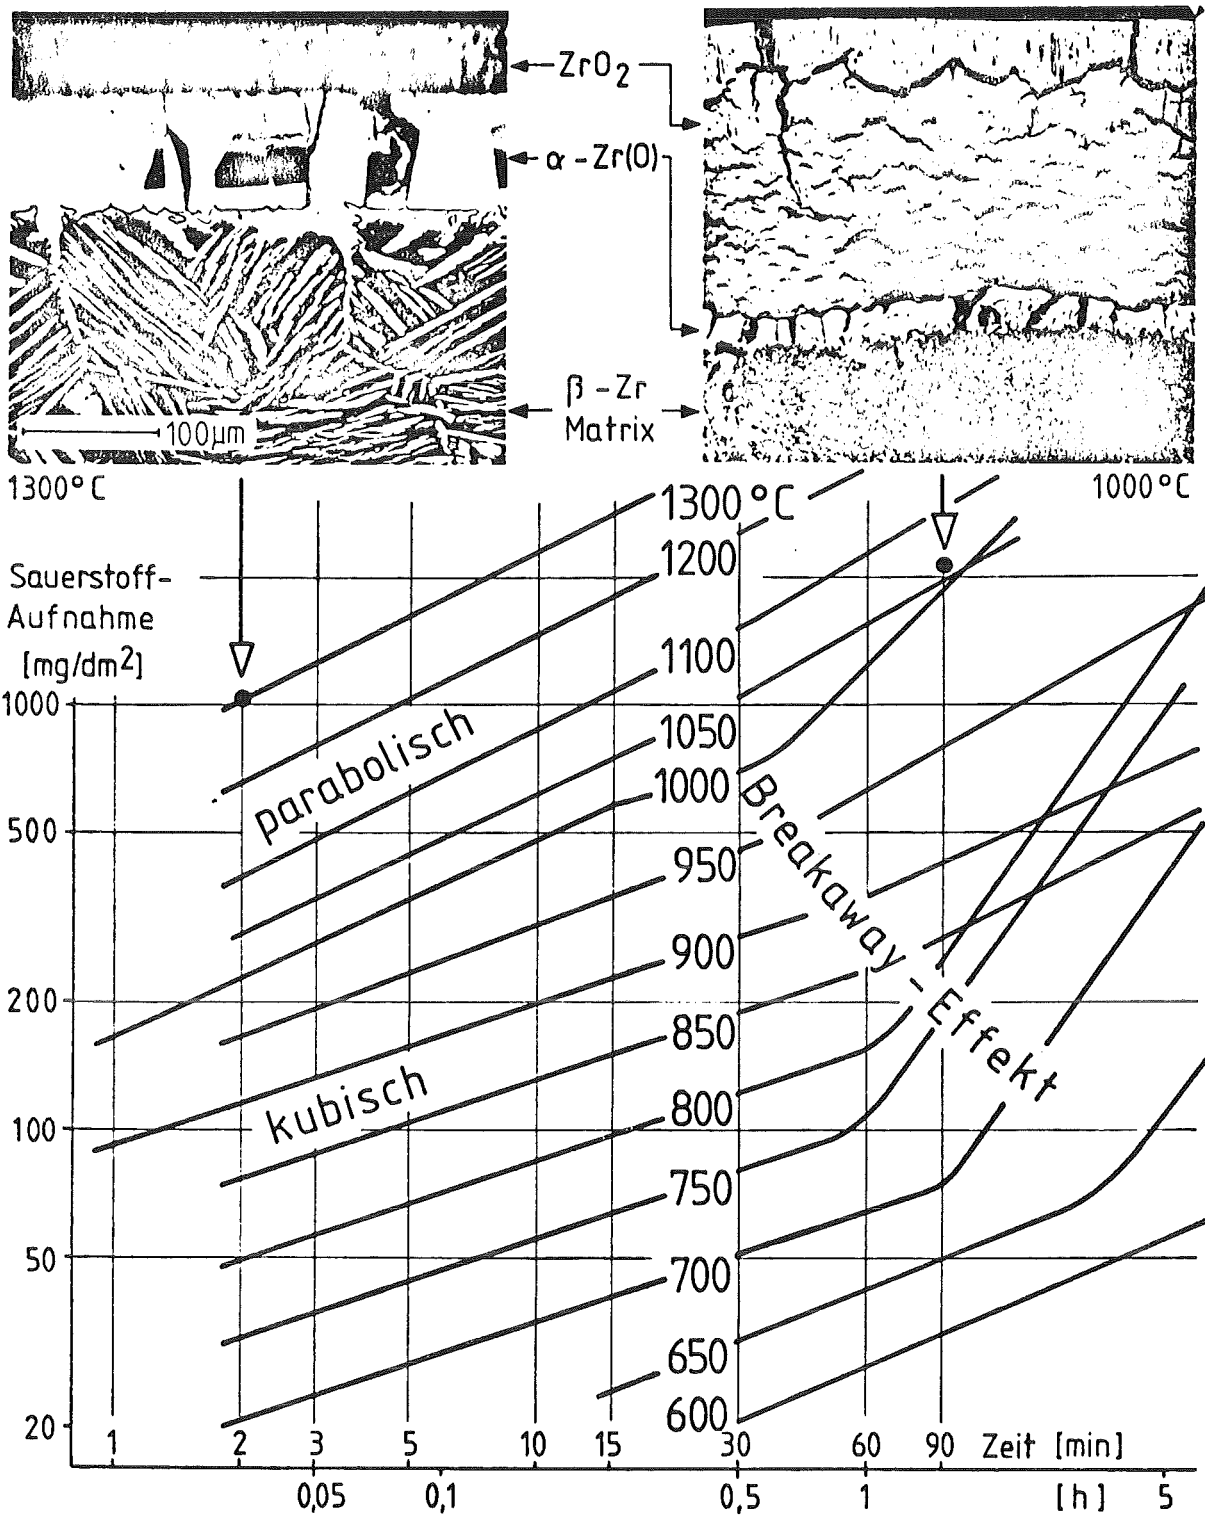 ZrO2
α-Zr(O)
β-Zr
Matrix
100µm
1300°C
1000°C
Sauerstoff-
Aufnahme
[mg/dm2]
1300°C
1200
1100
1050
1000
950
900
850
800
750
700
650
600
parabolisch
kubisch
Breakaway-Effekt
1000
500
200
100
50
20
1 2 3 5 10 15 30 60 90 Zeit [min]
0,05 0,1 0,5 1 [h] 5